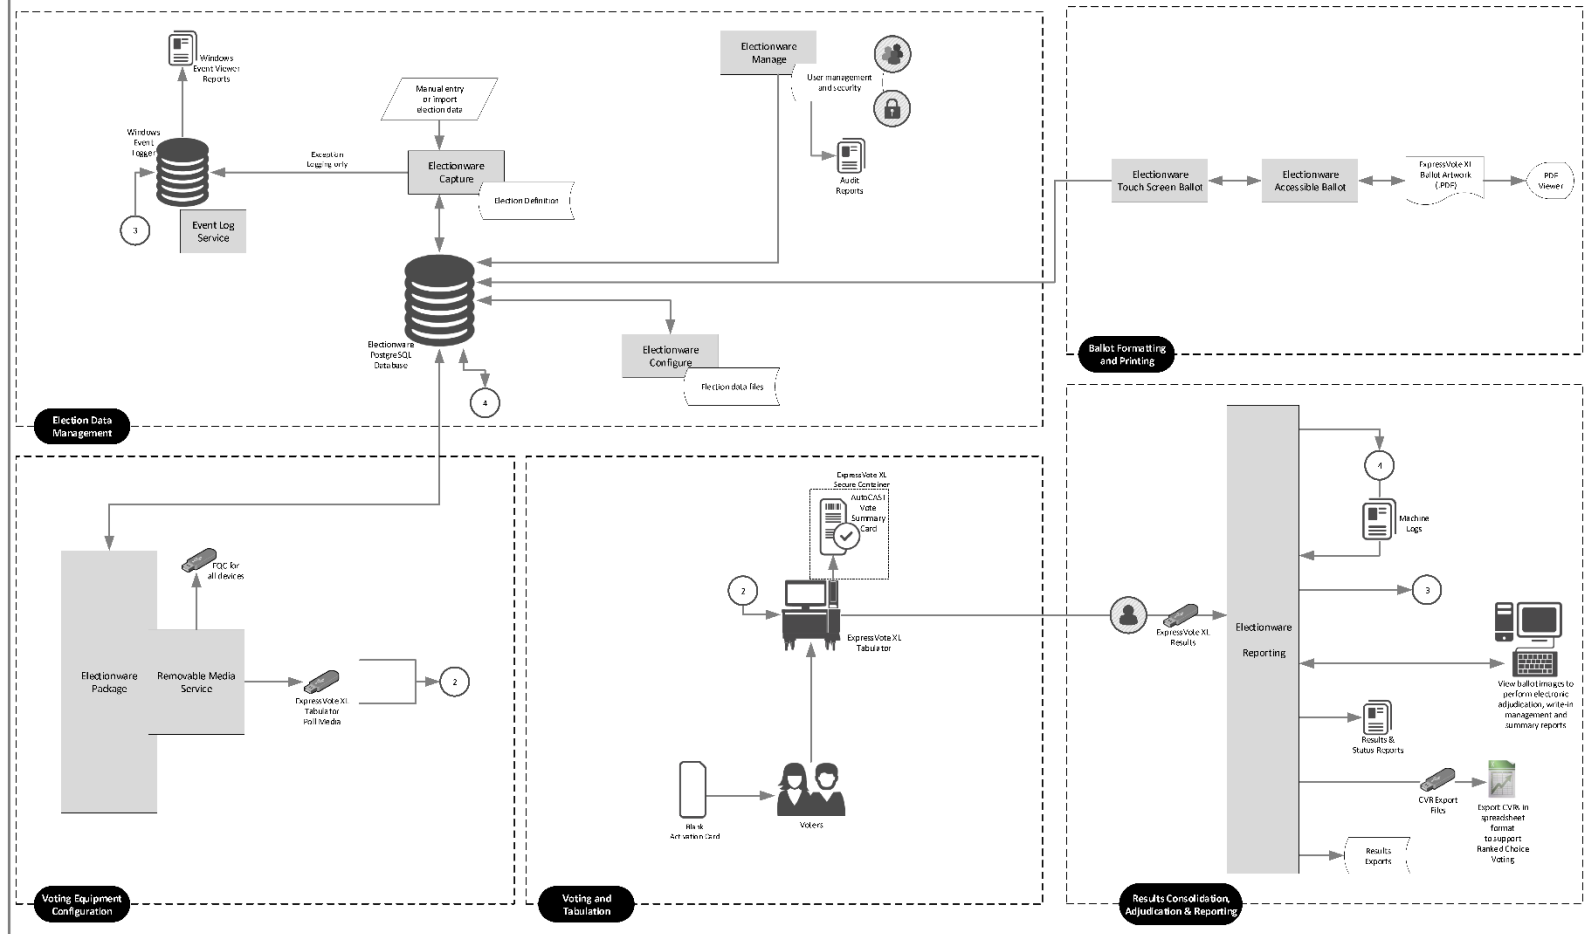 Windows
Event Viewer
Reports
Windows
Event
Logger
3
Event Log
Service
Exception
Logging only
Manual entry
or import
election data
Electionware
Capture
Election Definition
Electionware
PostgreSQL
Database
4
Electionware
Manage
User management
and security
Audit
Reports
Electionware
Configure
Election data files
Election Data
Management
Electionware
Touch Screen Ballot
Electionware
Accessible Ballot
ExpressVote XL
Ballot Artwork
(.PDF)
PDF
Viewer
Ballot Formatting
and Printing
Electionware
Package
Removable Media
Service
FQC for
all devices
ExpressVote XL
Tabulator
Poll Media
2
Voting Equipment
Configuration
ExpressVote XL
Secure Container
AutoCAST
Vote
Summary
Card
2
ExpressVote XL
Tabulator
Blank
Activation Card
Voters
Voting and
Tabulation
ExpressVote XL
Results
Electionware
Reporting
4
Machine
Logs
3
View ballot images to
perform electronic
adjudication, write-in
management and
summary reports
Results &
Status Reports
CVR Export
Files
Export CVRs in
spreadsheet
format
to support
Ranked Choice
Voting
Results
Exports
Results Consolidation,
Adjudication & Reporting